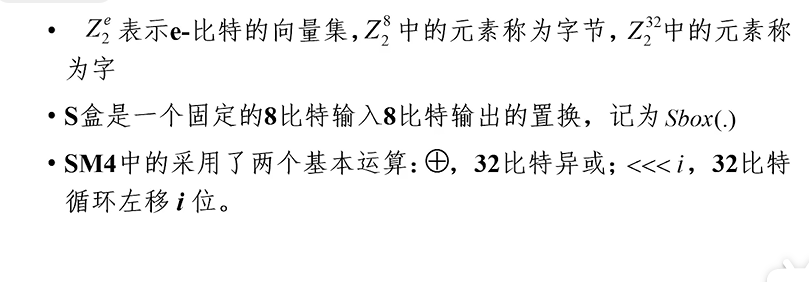 • Z₂ᵉ 表示e-比特的向量集，Z₂⁸ 中的元素称为字节，Z₂³²中的元素称
为字
• S盒是一个固定的8比特输入8比特输出的置换，记为 Sbox(.)
• SM4中的采用了两个基本运算：⊕，32比特异或；<<< i，32比特
循环左移 i 位。